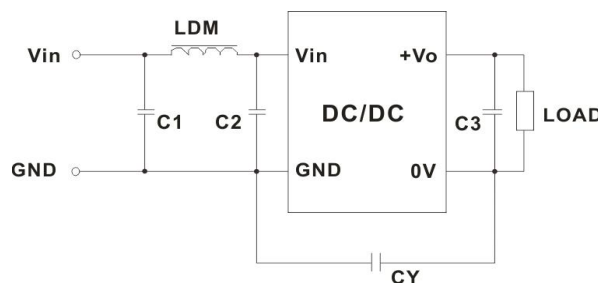 LDM
Vin
Vin
+Vo
DC/DC
C1
C2
C3
LOAD
GND
GND
0V
CY